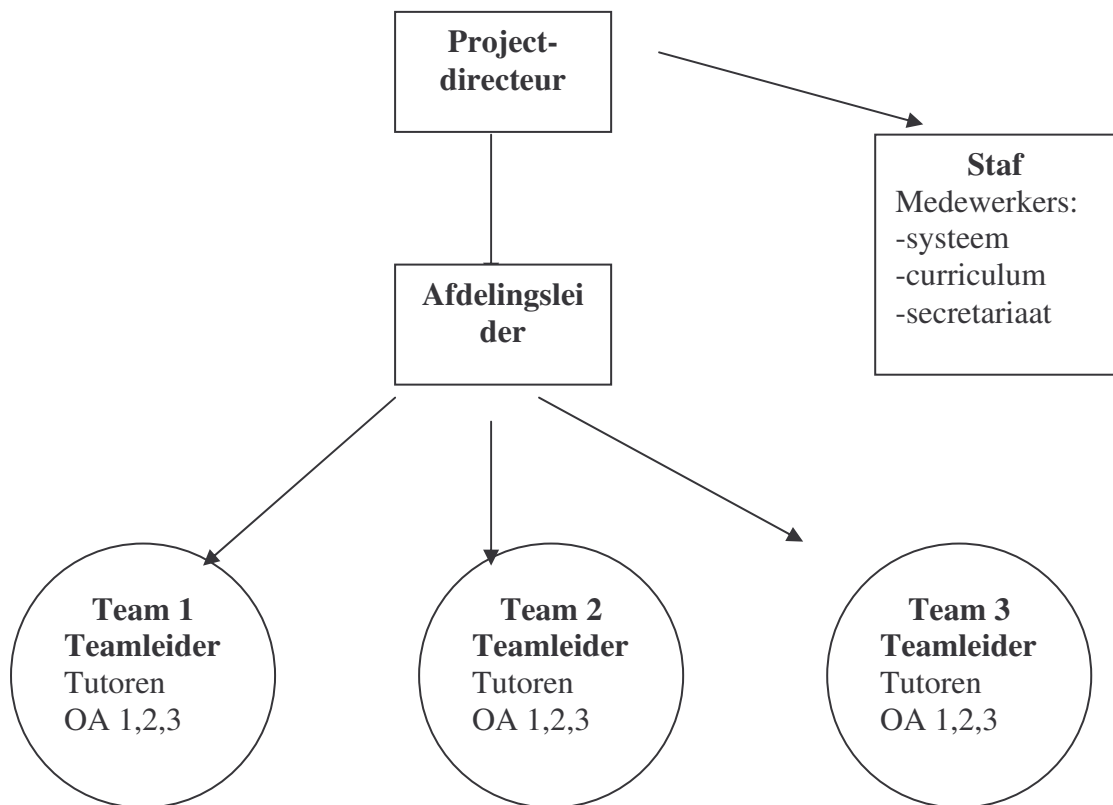 Project-
directeur
Staf
Medewerkers:
-systeem
-curriculum
-secretariaat
Afdelingslei
der
Team 1
Teamleider
Tutoren
OA 1,2,3
Team 2
Teamleider
Tutoren
OA 1,2,3
Team 3
Teamleider
Tutoren
OA 1,2,3